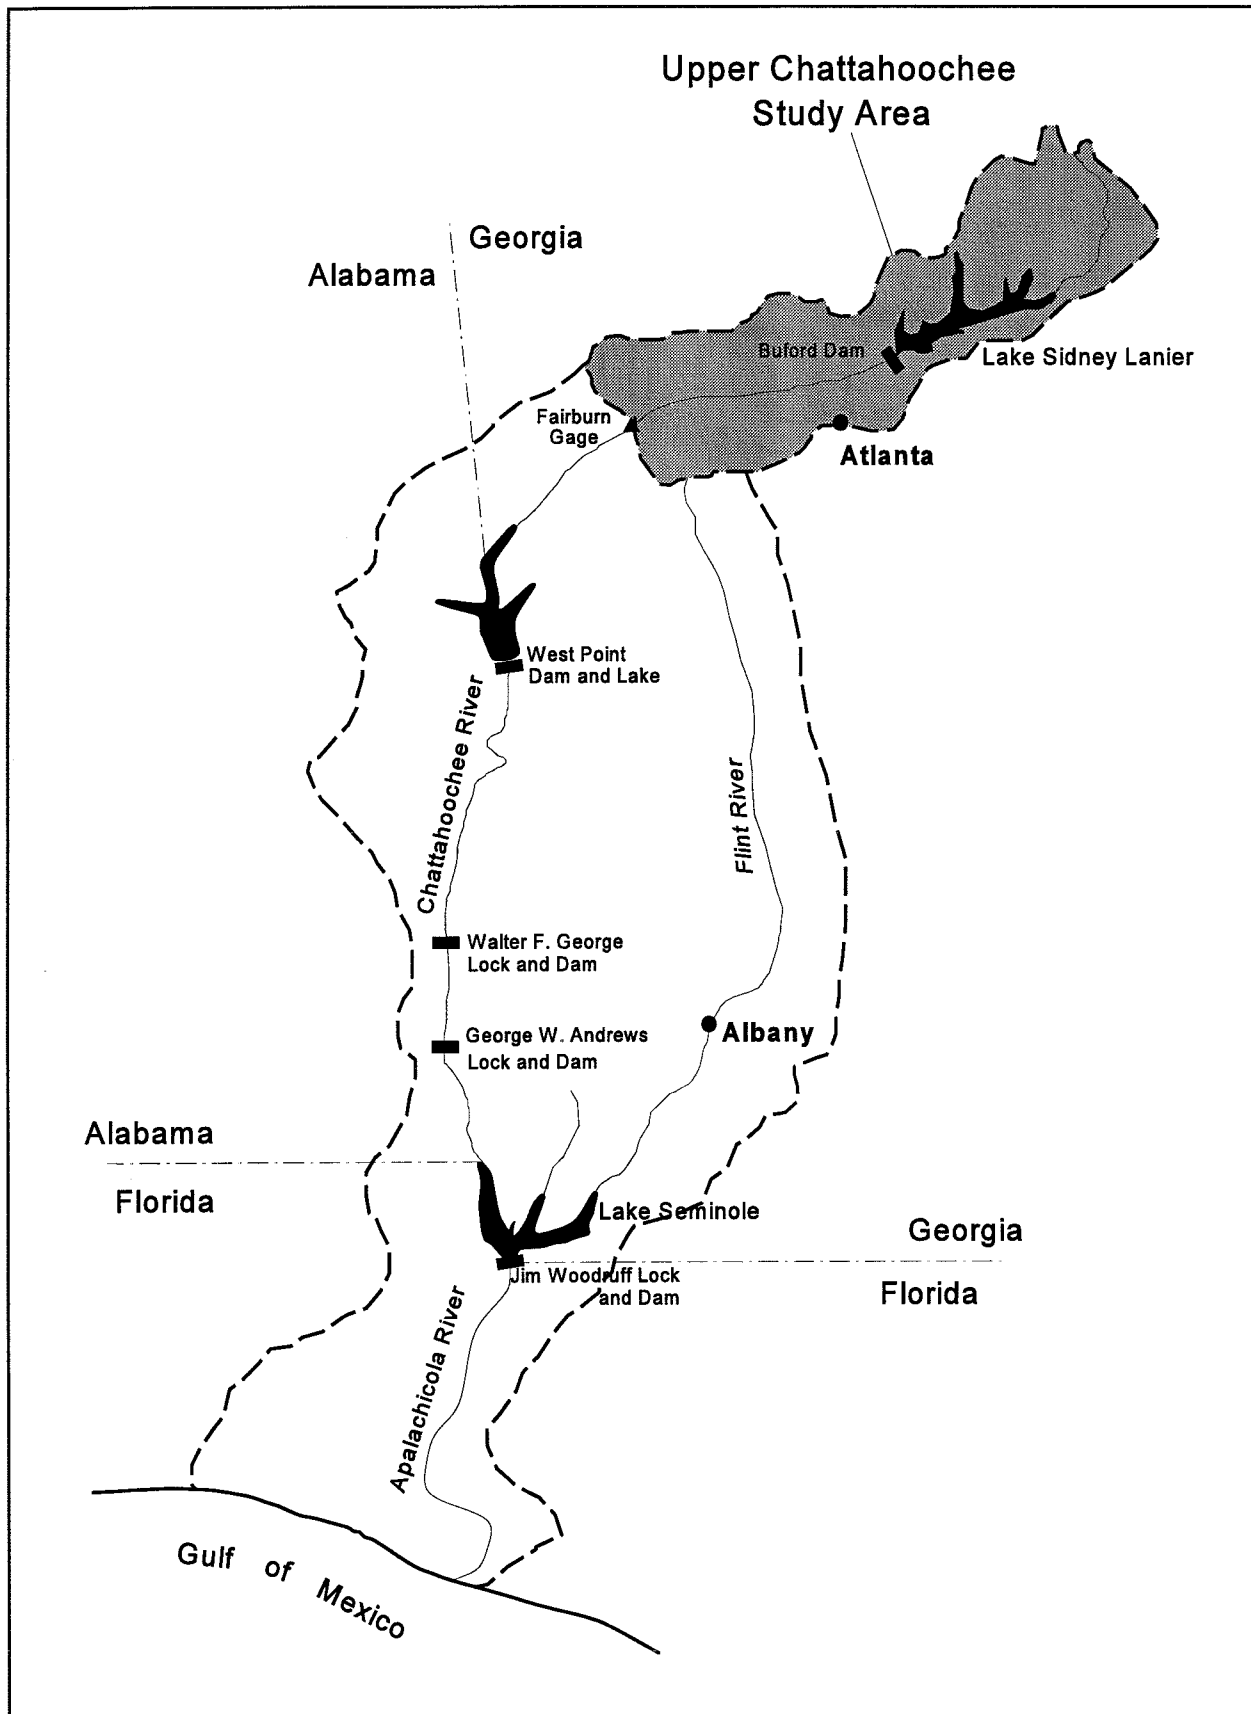 Upper Chattahoochee
Study Area
Georgia
Alabama
Buford Dam
Lake Sidney Lanier
Fairburn
Gage
Atlanta
West Point
Dam and Lake
Chattahoochee River
Flint River
Walter F. George
Lock and Dam
Albany
George W. Andrews
Lock and Dam
Alabama
Florida
Lake Seminole
Georgia
Jim Woodruff Lock
and Dam
Florida
Apalachicola River
Gulf of Mexico